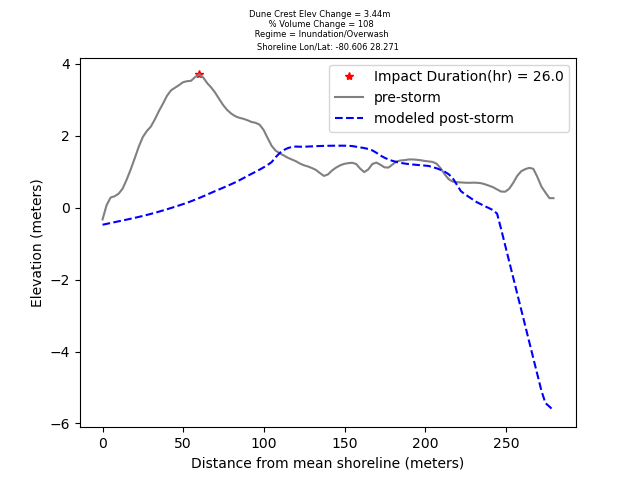 Dune Crest Elev Change = 3.44m
% Volume Change = 108
Regime = Inundation/Overwash
Shoreline Lon/Lat: -80.606 28.271
Impact Duration(hr) = 26.0
pre-storm
modeled post-storm
Elevation (meters)
4
2
0
−2
−4
−6
0 50 100 150 200 250
Distance from mean shoreline (meters)